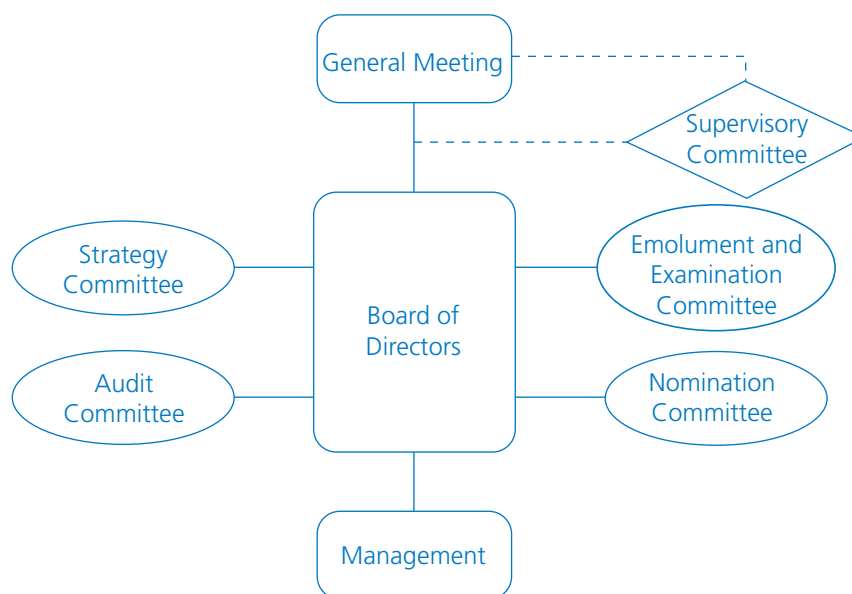 General Meeting
Supervisory
Committee
Strategy
Committee
Emolument and
Examination
Committee
Board of
Directors
Audit
Committee
Nomination
Committee
Management